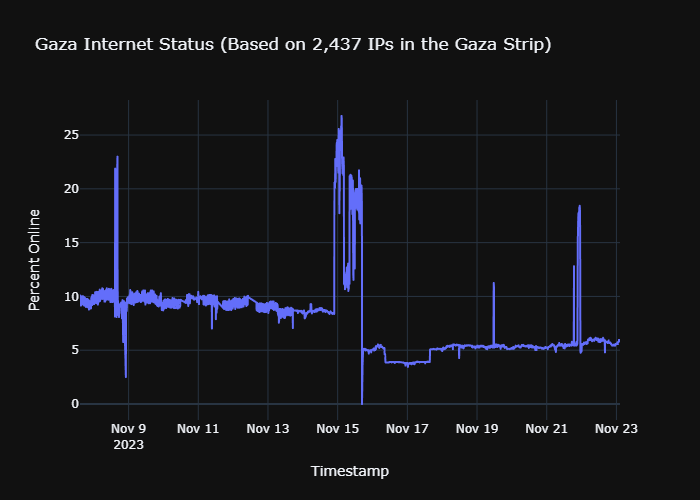 Gaza Internet Status (Based on 2,437 IPs in the Gaza Strip)
25
20
15
10
5
0
Percent Online
Nov 9 Nov 11 Nov 13 Nov 15 Nov 17 Nov 19 Nov 21 Nov 23
2023
Timestamp